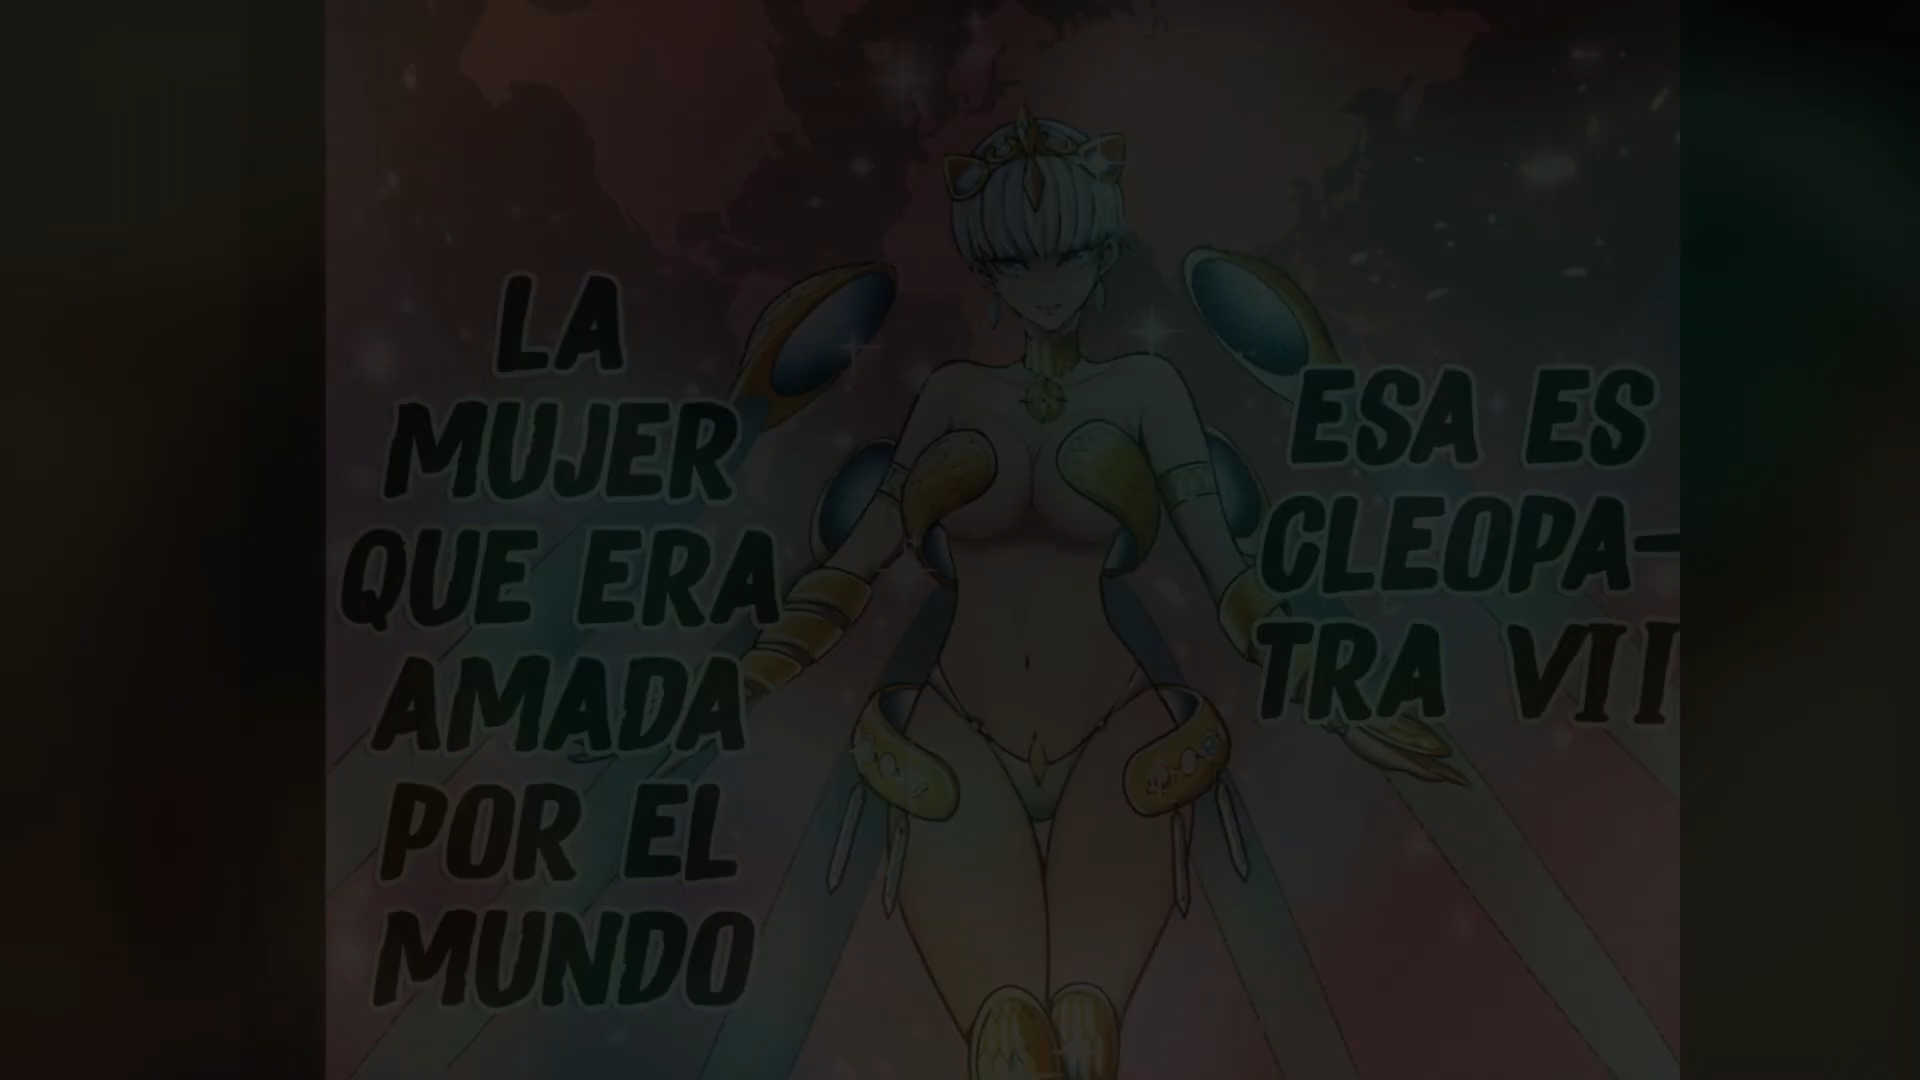 LA
MUJER
QUE ERA
AMADA
POR EL
MUNDO
ESA ES
CLEOPA-
TRA VII